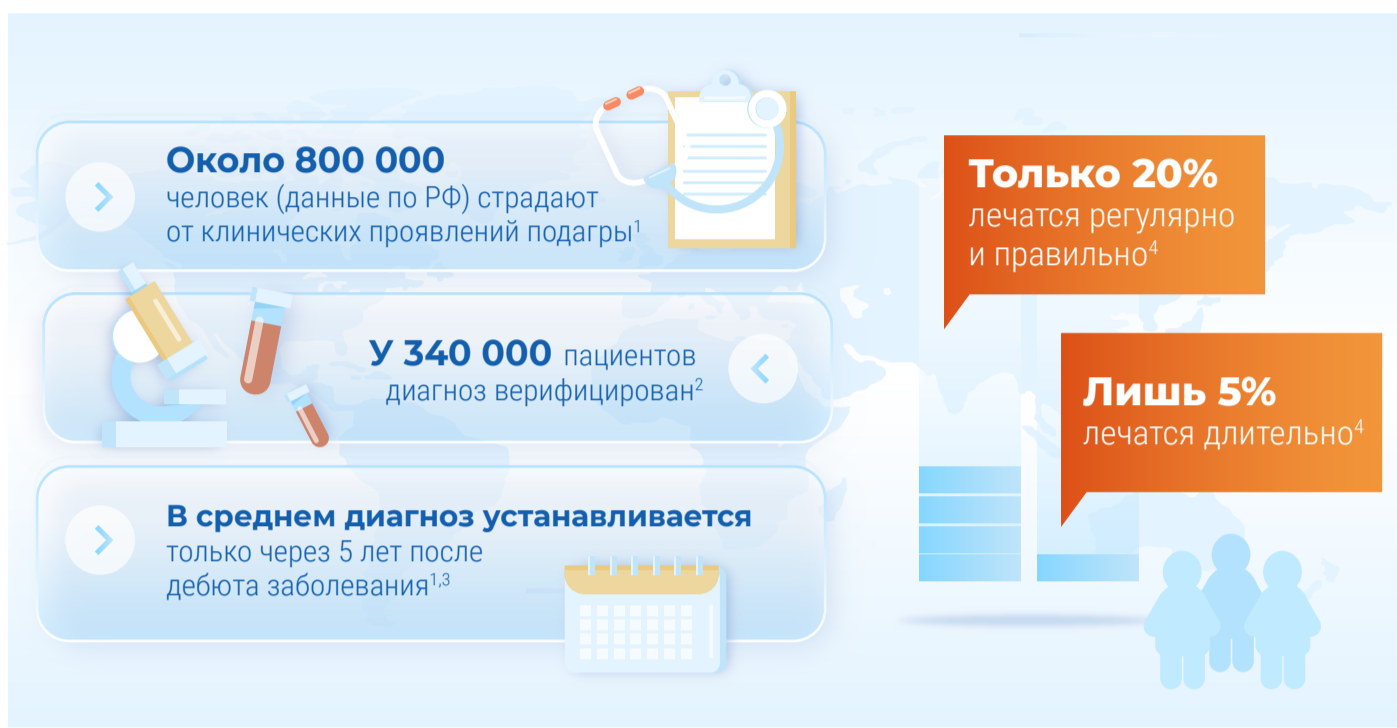 Около 800 000
человек (данные по РФ) страдают
от клинических проявлений подагры¹
У 340 000 пациентов
диагноз верифицирован²
В среднем диагноз устанавливается
только через 5 лет после
дебюта заболевания¹,³
Только 20%
лечатся регулярно
и правильно⁴
Лишь 5%
лечатся длительно⁴